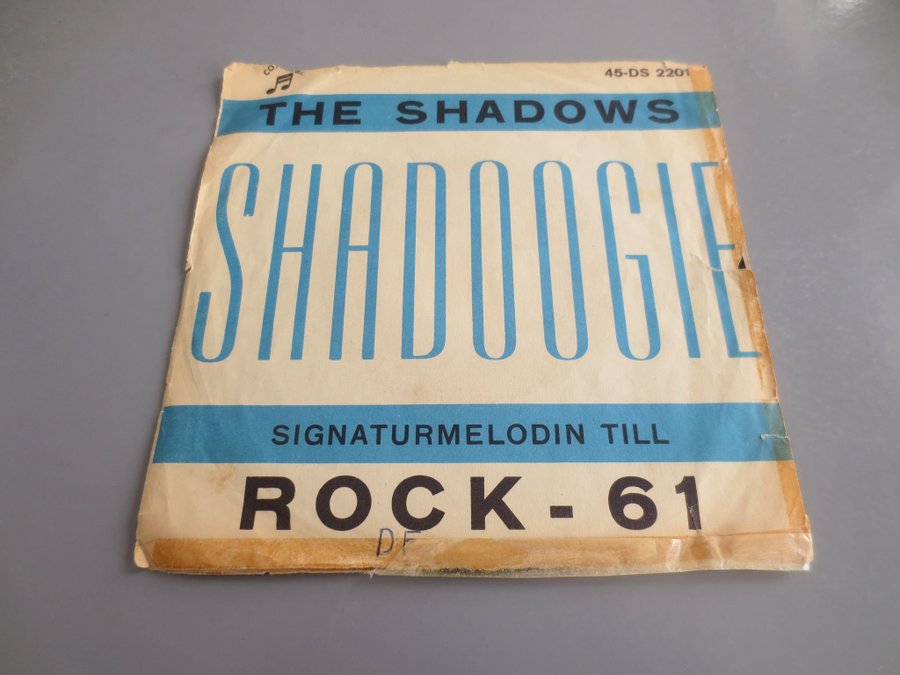 45-DS 2201
THE SHADOWS
SHADOOGIE
SIGNATURMELODIN TILL
ROCK - 61